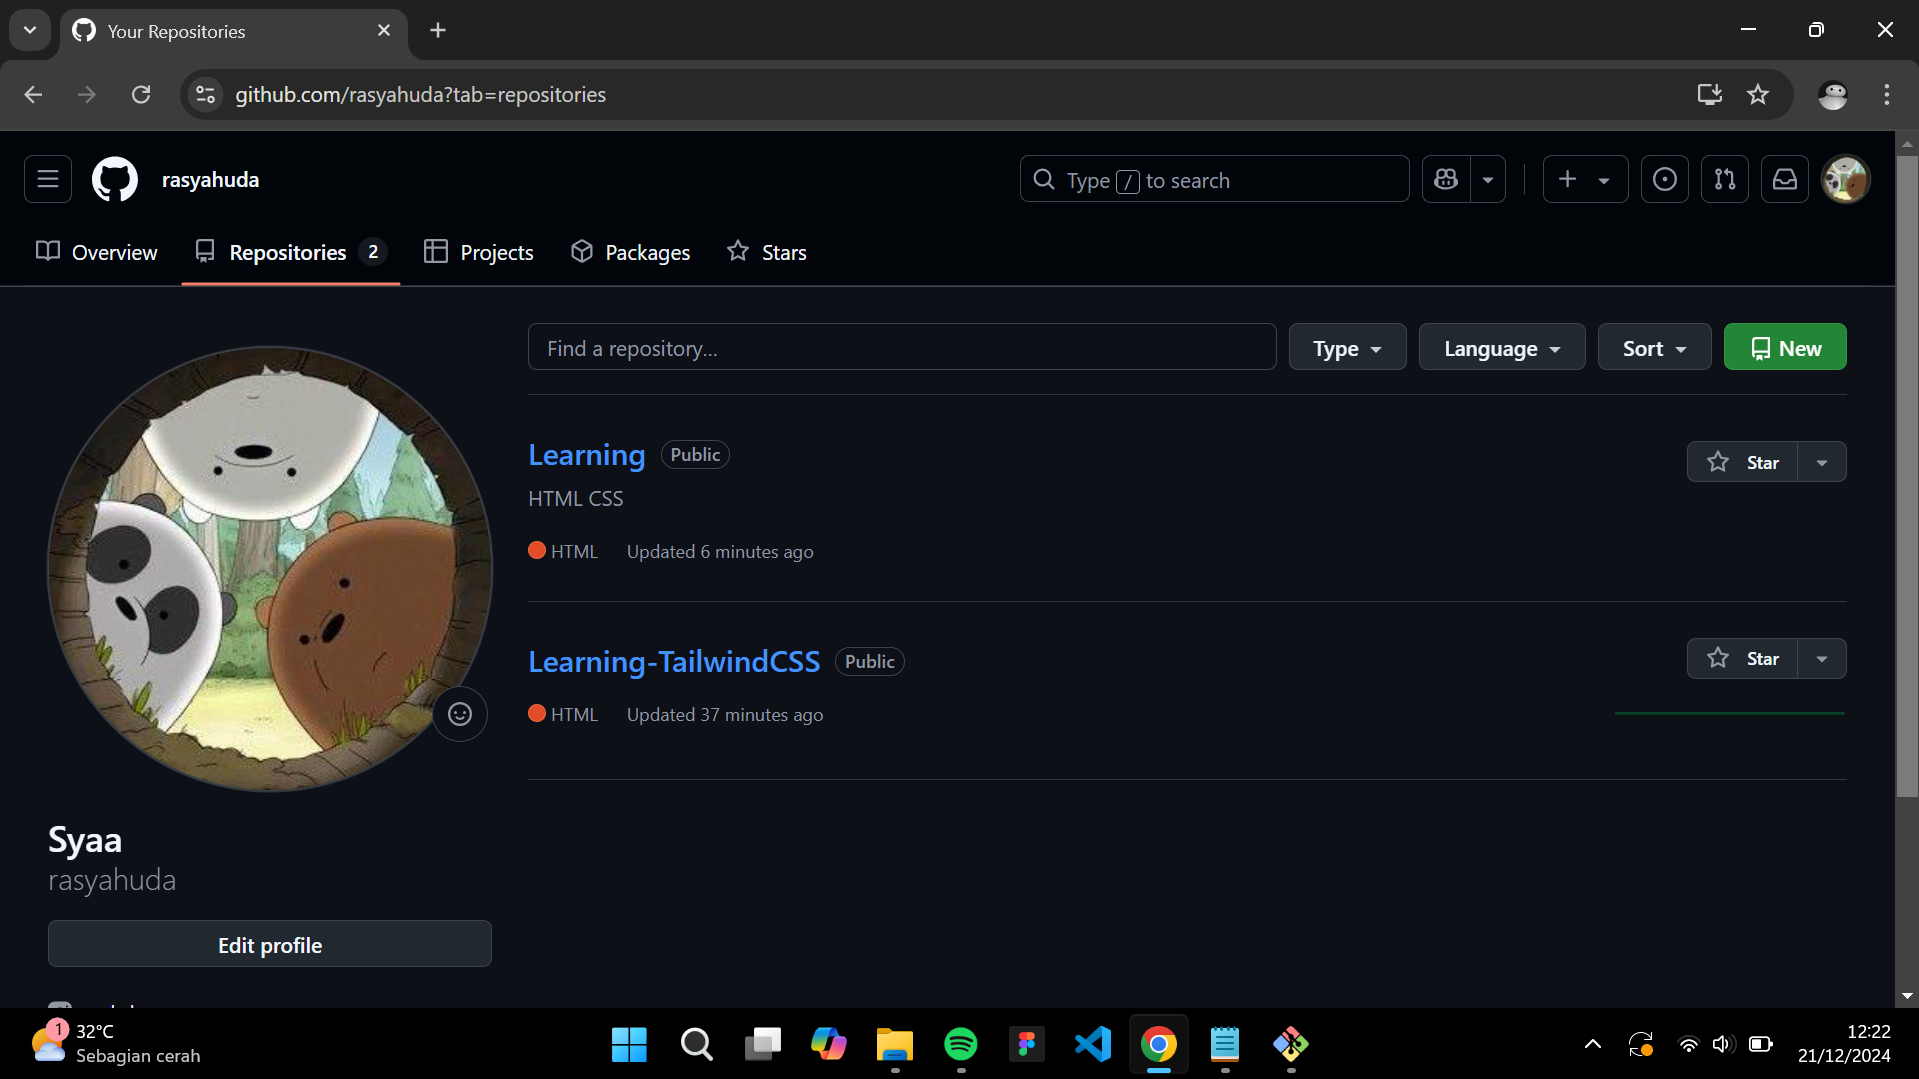 Your Repositories
github.com/rasyahuda?tab=repositories
rasyahuda
Type / to search
Overview
Repositories 2
Projects
Packages
Stars
Find a repository...
Type
Language
Sort
New
Learning Public
Star
HTML CSS
HTML Updated 6 minutes ago
Learning-TailwindCSS Public
Star
HTML Updated 37 minutes ago
Syaa
rasyahuda
Edit profile
1
32°C
Sebagian cerah
12:22
21/12/2024